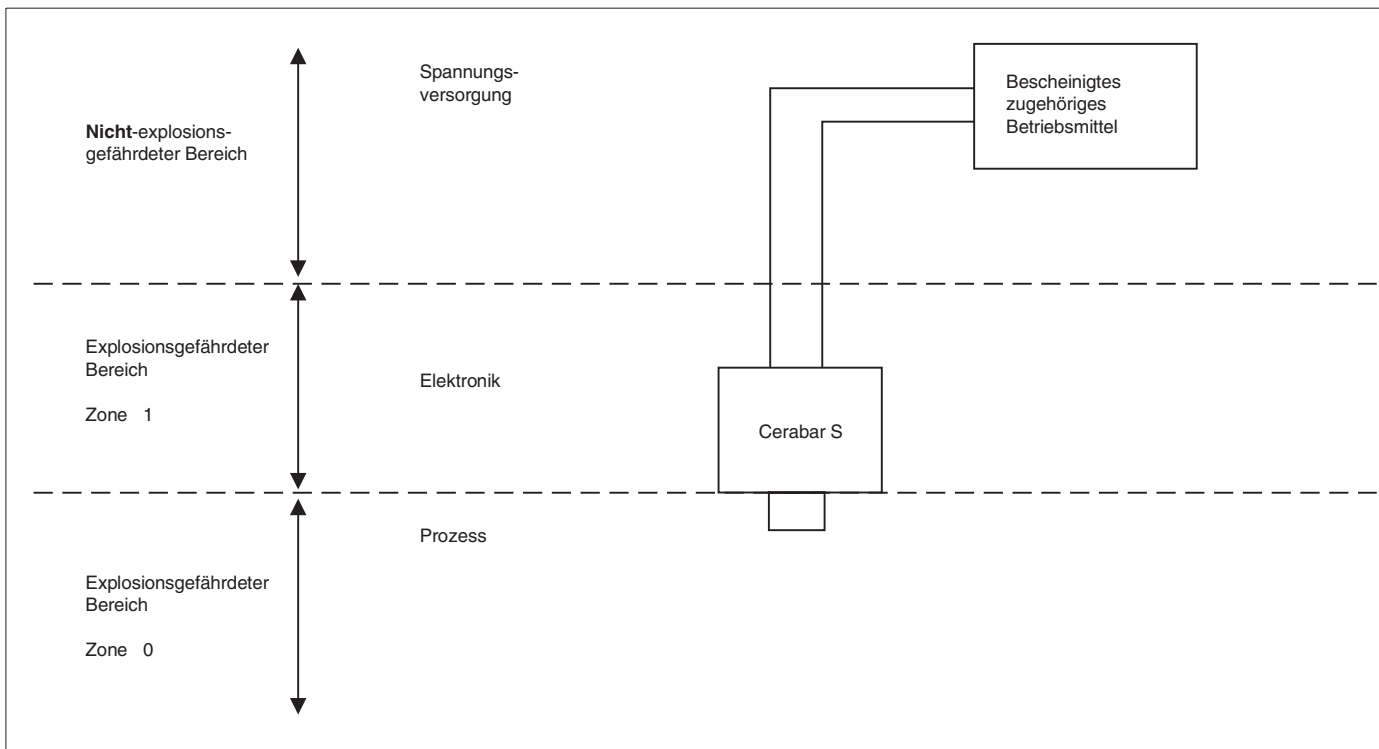 Spannungs-
versorgung
Bescheinigtes
zugehöriges
Betriebsmittel
Nicht-explosions-
gefährdeter Bereich
Explosionsgefährdeter
Bereich
Zone 1
Elektronik
Cerabar S
Prozess
Explosionsgefährdeter
Bereich
Zone 0